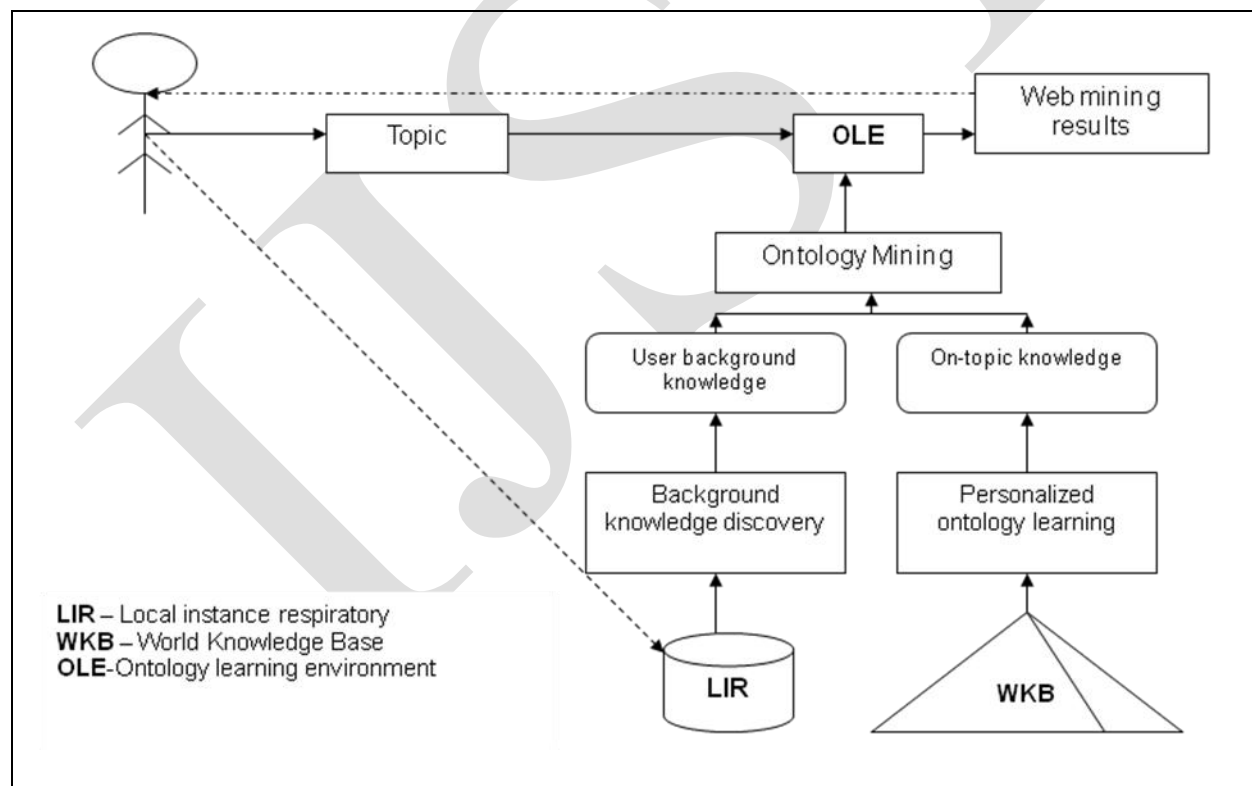 Topic
OLE
Web mining
results
Ontology Mining
User background
knowledge
On-topic knowledge
Background
knowledge discovery
Personalized
ontology learning
LIR – Local instance respiratory
WKB – World Knowledge Base
OLE-Ontology learning environment
LIR
WKB